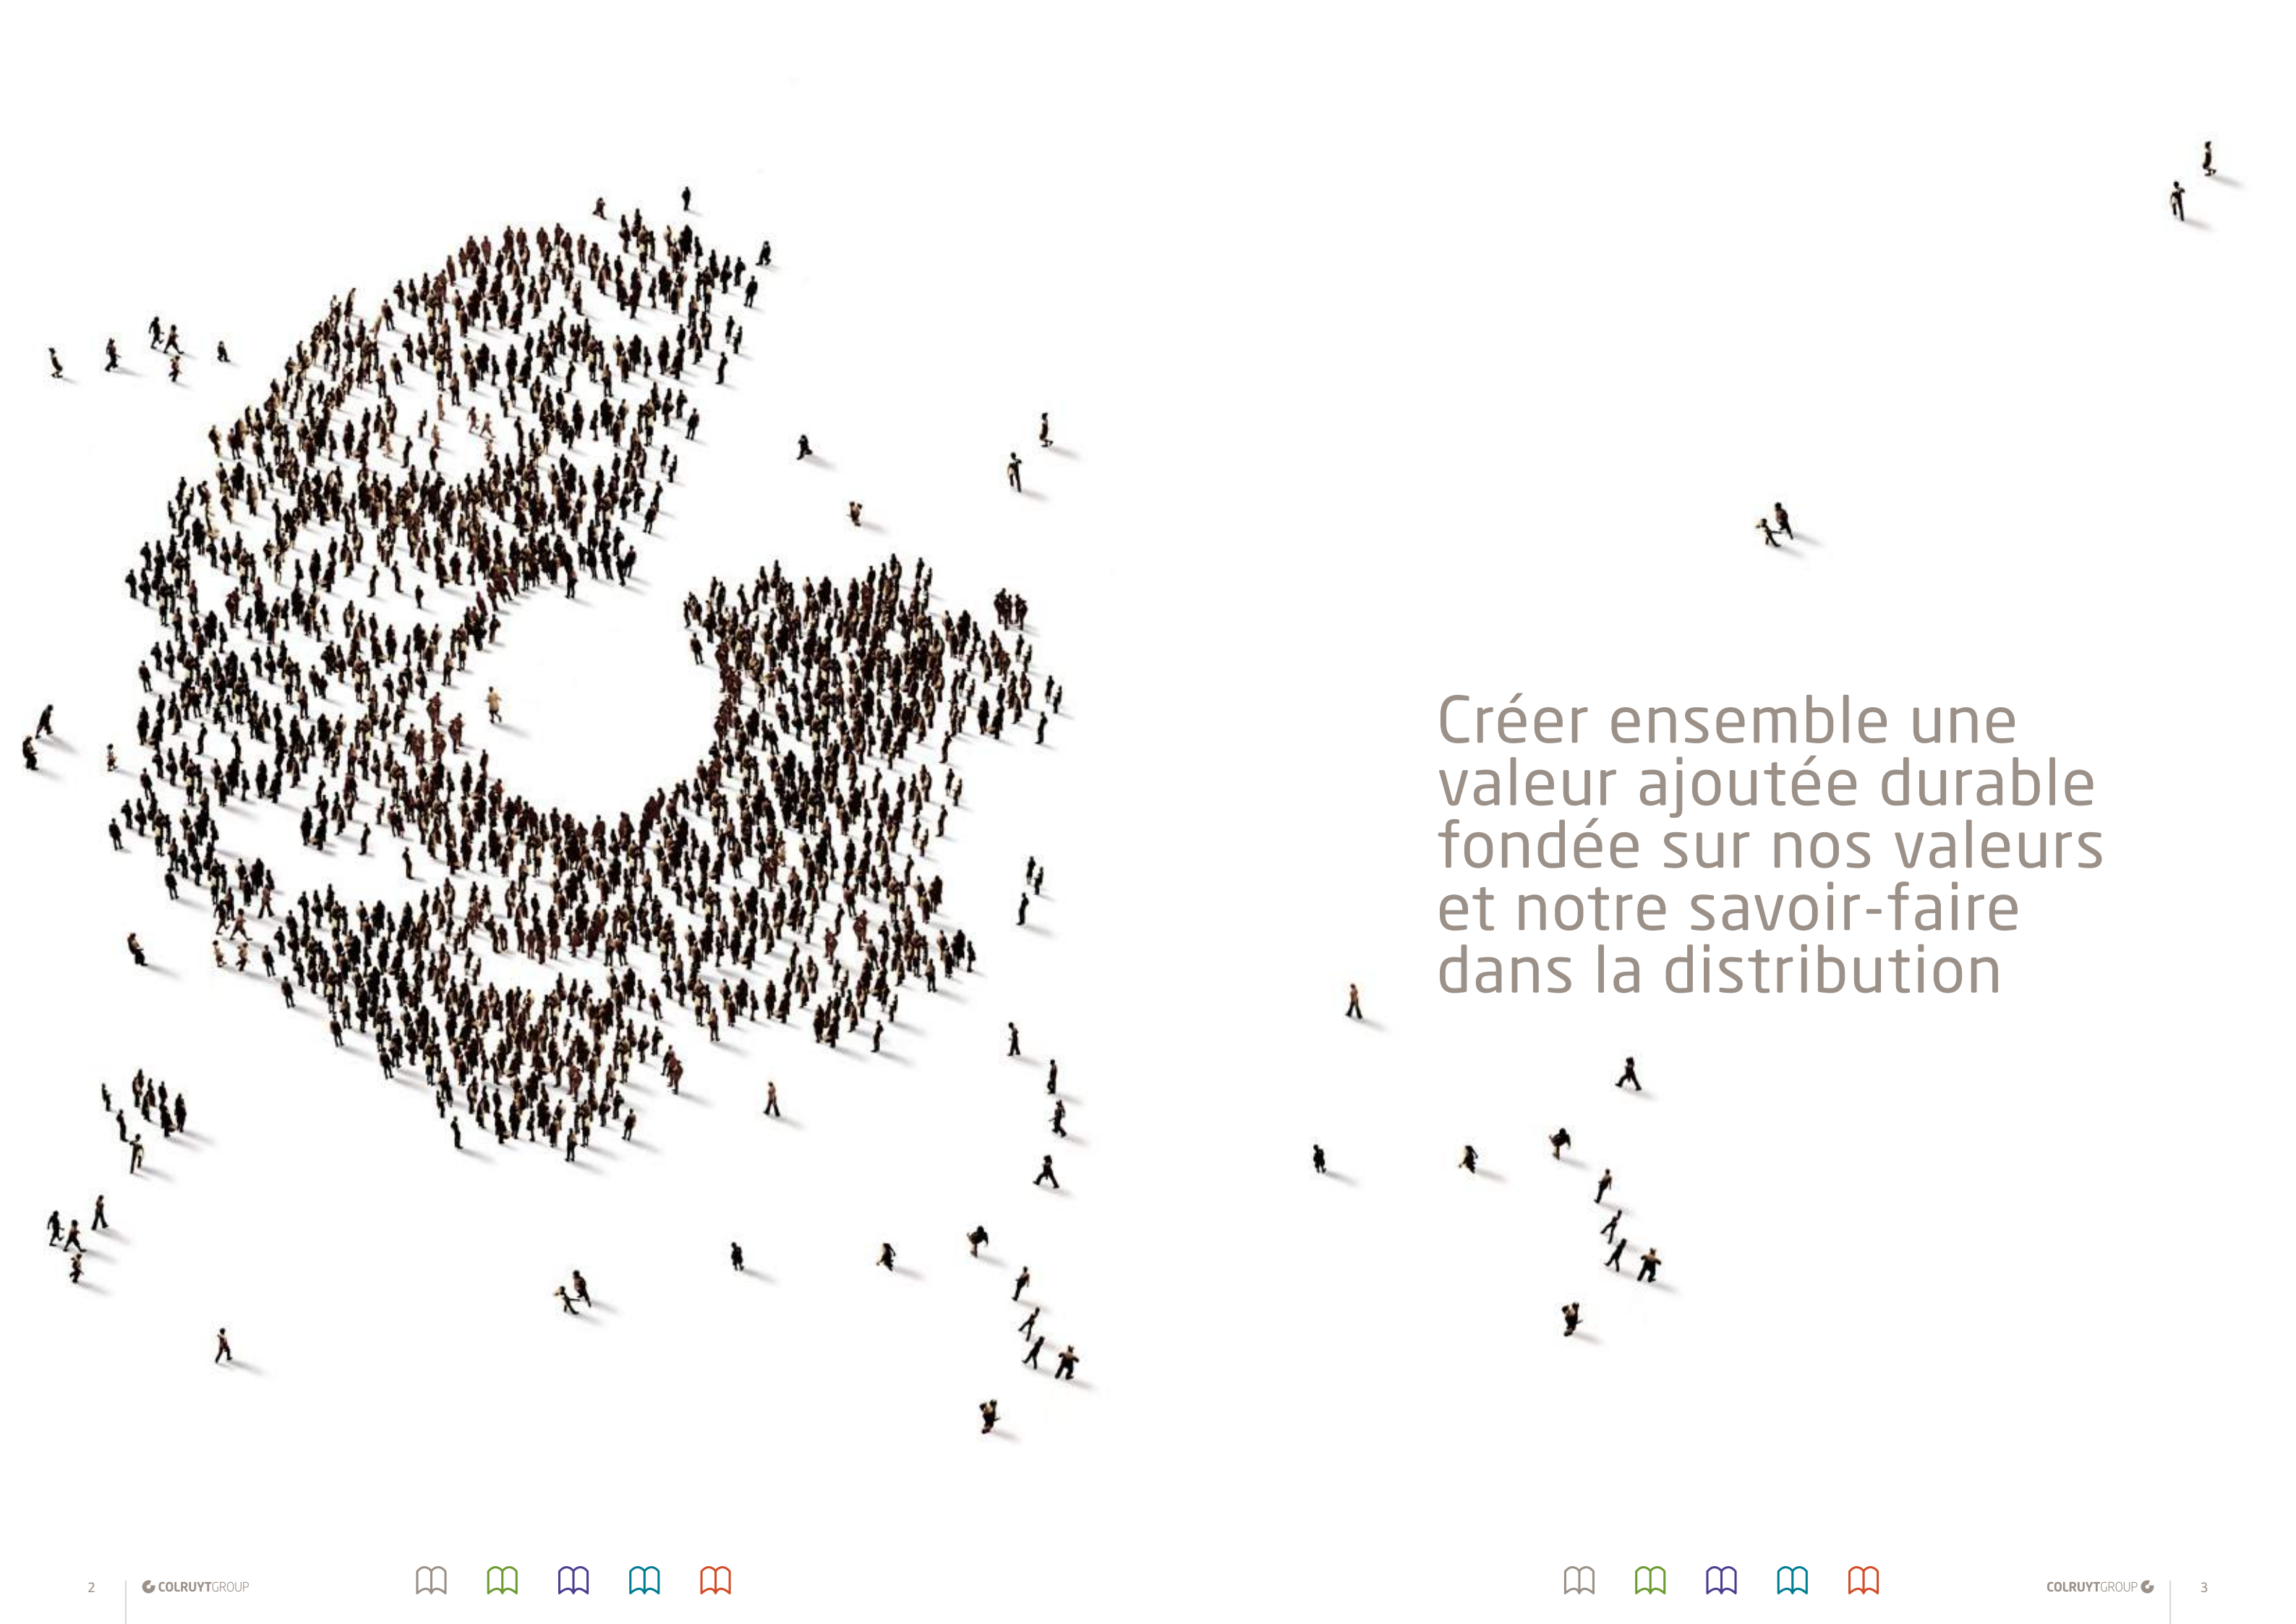 Créer ensemble une
valeur ajoutée durable
fondée sur nos valeurs
et notre savoir-faire
dans la distribution
2
COLRUYTGROUP
COLRUYTGROUP
3